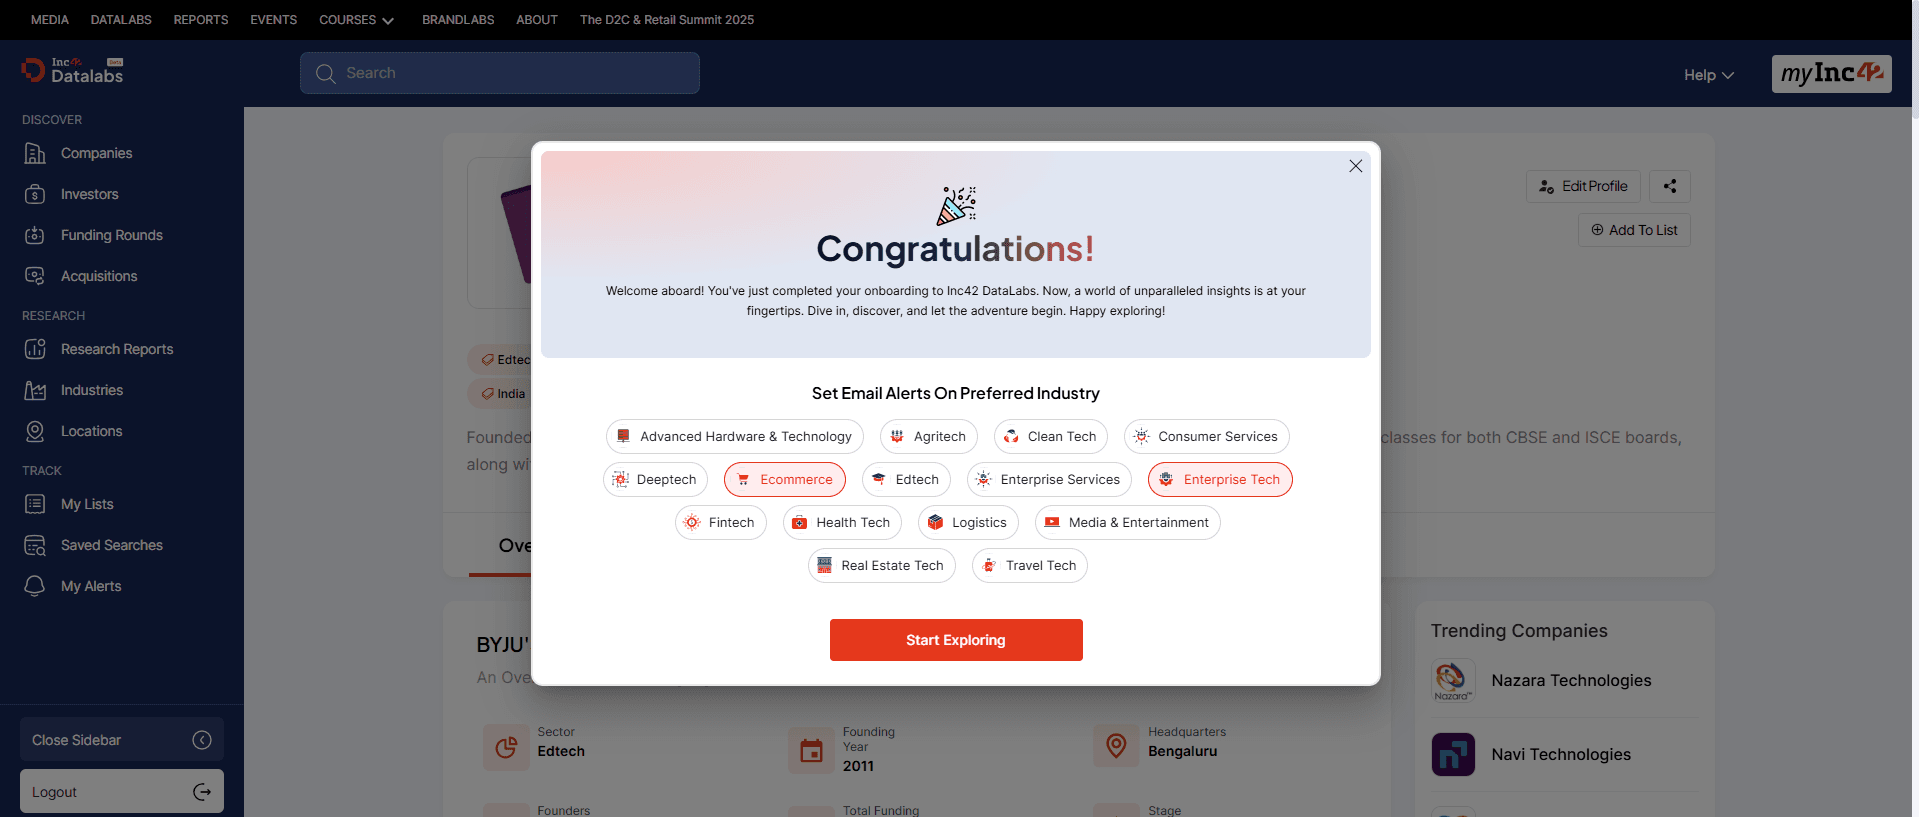 MEDIA DATALABS REPORTS EVENTS COURSES BRANDLABS ABOUT The D2C & Retail Summit 2025
Inc42 Beta
Datalabs
Search
Help
myInc42
DISCOVER
Companies
Investors
Funding Rounds
Acquisitions
RESEARCH
Research Reports
Industries
Locations
TRACK
My Lists
Saved Searches
My Alerts
Close Sidebar
Logout
Edit Profile
Add To List
Congratulations!
Welcome aboard! You've just completed your onboarding to Inc42 DataLabs. Now, a world of unparalleled insights is at your
fingertips. Dive in, discover, and let the adventure begin. Happy exploring!
Set Email Alerts On Preferred Industry
Advanced Hardware & Technology Agritech Clean Tech Consumer Services
Deeptech Ecommerce Edtech Enterprise Services Enterprise Tech
Fintech Health Tech Logistics Media & Entertainment
Real Estate Tech Travel Tech
Start Exploring
Edtec
India
Founded classes for both CBSE and ISCE boards,
along wi
Ove
BYJU'
An Ove
Sector
Edtech
Founding
Year
2011
Headquarters
Bengaluru
Founders
Total Funding
Stage
Trending Companies
Nazara™
Nazara Technologies
Navi Technologies